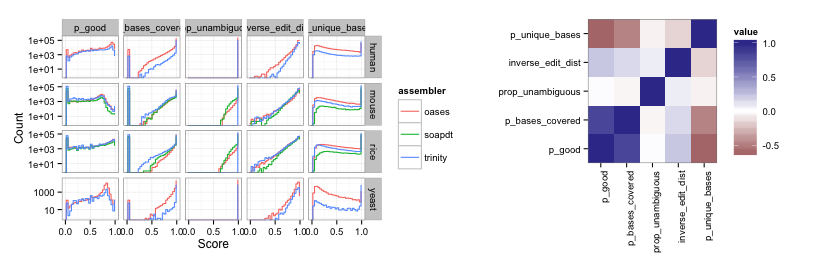 p_good
bases_covere
op_unambiguo
nverse_edit_di
_unique_base
1e+05
1e+03
1e+01
human
1e+05
1e+03
1e+01
mouse
1e+05
1e+03
1e+01
rice
1000
10
yeast
0.0 0.5 1.0 0.0 0.5 1.0 0.0 0.5 1.0 0.0 0.5 1.0 0.0 0.5 1.0
Count
Score
assembler
oases
soapdt
trinity
p_unique_bases
inverse_edit_dist
prop_unambiguous
p_bases_covered
p_good
p_good
p_bases_covered
prop_unambiguous
inverse_edit_dist
p_unique_bases
value
1.0
0.5
0.0
-0.5